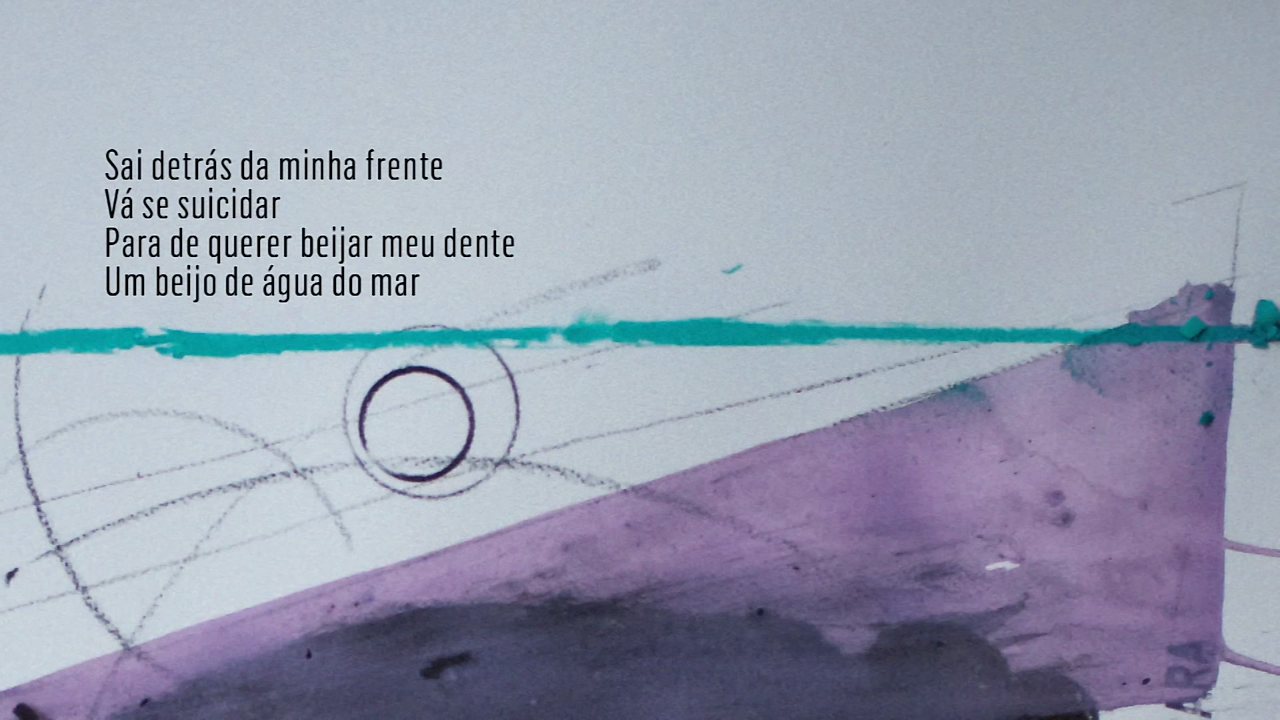 Sai detrás da minha frente
Vá se suicidar
Para de querer beijar meu dente
Um beijo de água do mar
RA